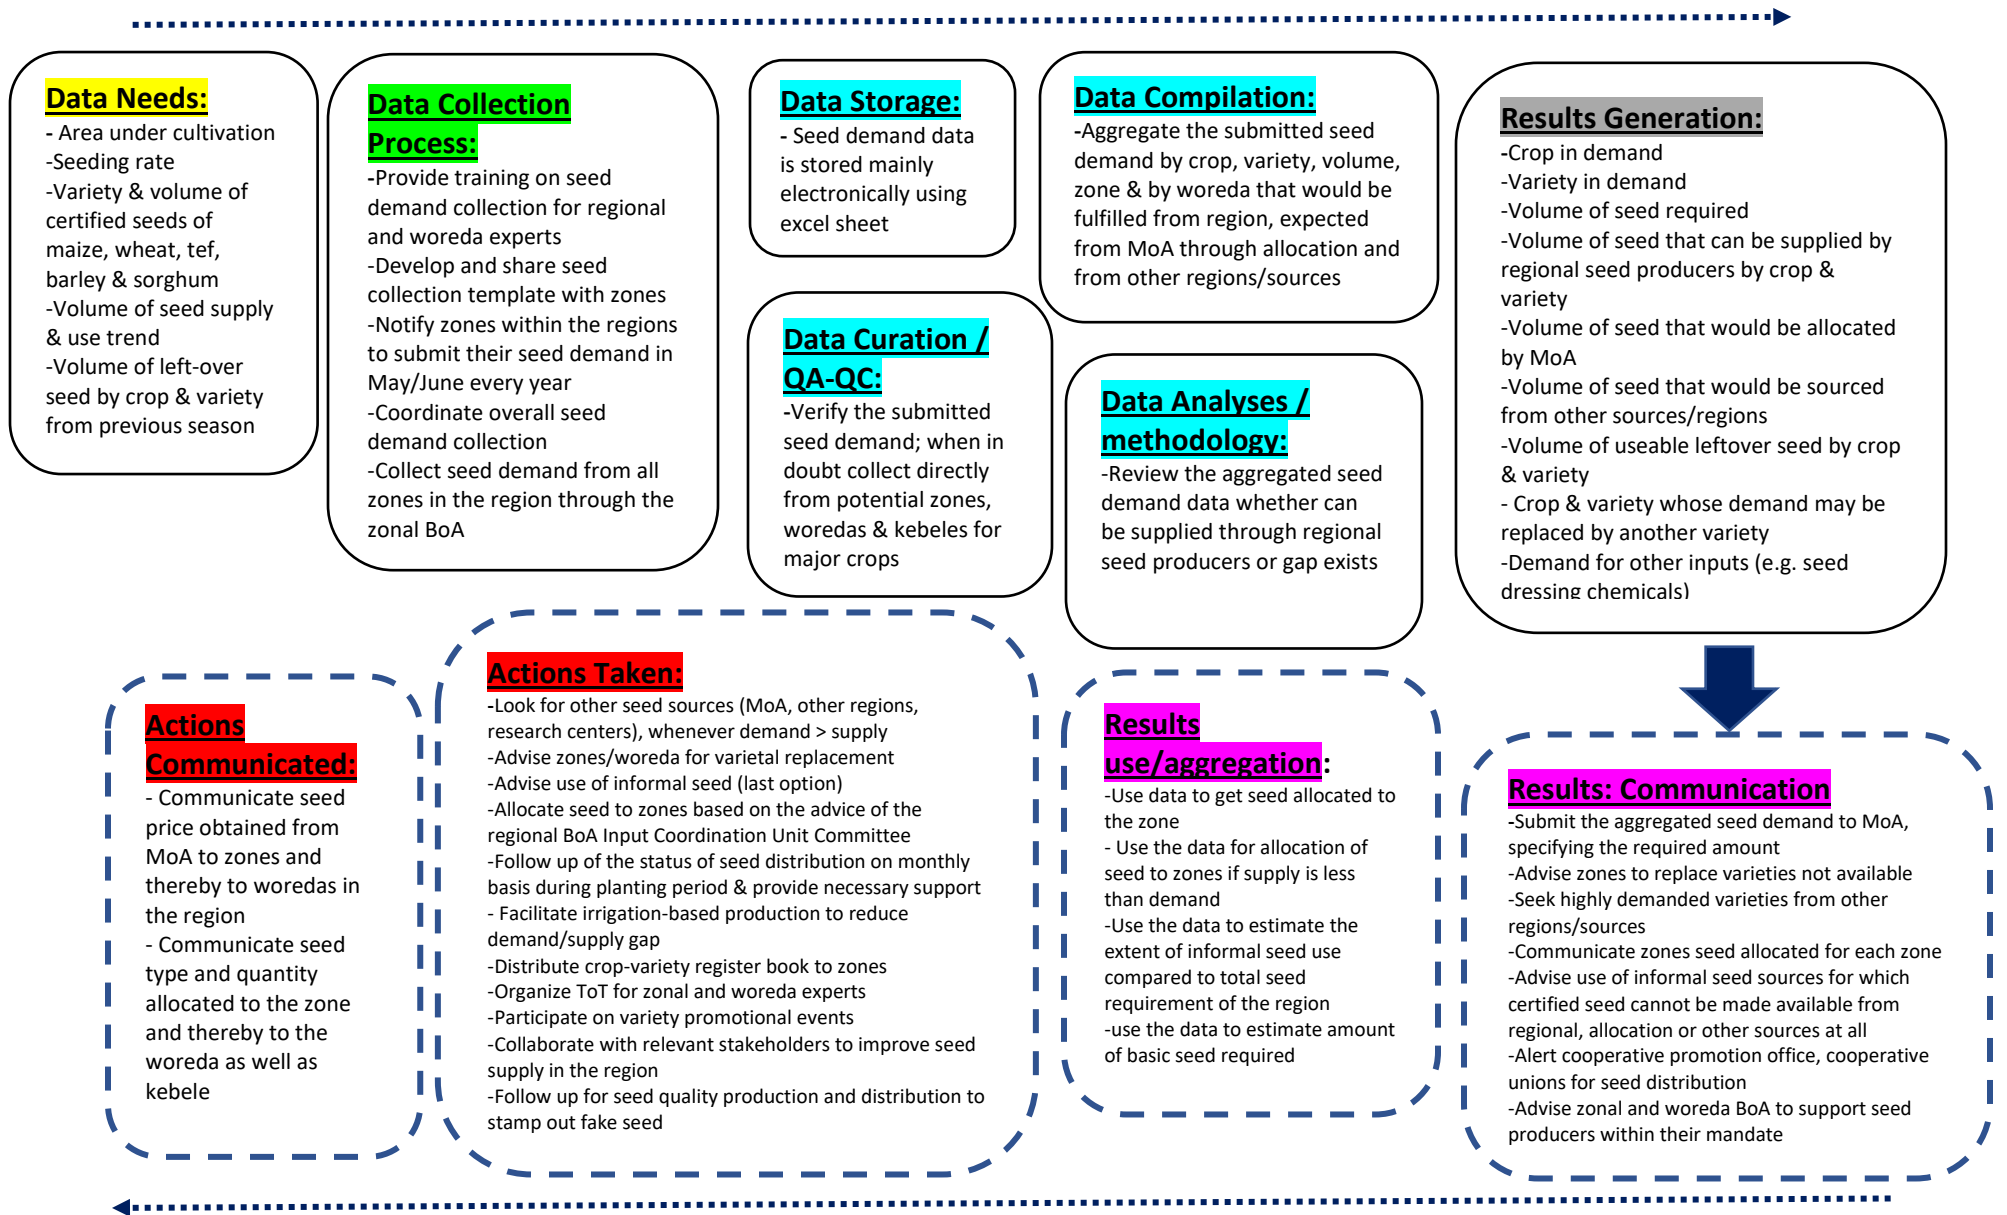 Data Needs:
- Area under cultivation
-Seeding rate
-Variety & volume of
certified seeds of
maize, wheat, tef,
barley & sorghum
-Volume of seed supply
& use trend
-Volume of left-over
seed by crop & variety
from previous season
Data Collection
Process:
-Provide training on seed
demand collection for regional
and woreda experts
-Develop and share seed
collection template with zones
-Notify zones within the regions
to submit their seed demand in
May/June every year
-Coordinate overall seed
demand collection
-Collect seed demand from all
zones in the region through the
zonal BoA
Data Storage:
- Seed demand data
is stored mainly
electronically using
excel sheet
Data Curation /
QA-QC:
-Verify the submitted
seed demand; when in
doubt collect directly
from potential zones,
woredas & kebeles for
major crops
Data Compilation:
-Aggregate the submitted seed
demand by crop, variety, volume,
zone & by woreda that would be
fulfilled from region, expected
from MoA through allocation and
from other regions/sources
Data Analyses /
methodology:
-Review the aggregated seed
demand data whether can
be supplied through regional
seed producers or gap exists
Results Generation:
-Crop in demand
-Variety in demand
-Volume of seed required
-Volume of seed that can be supplied by
regional seed producers by crop &
variety
-Volume of seed that would be allocated
by MoA
-Volume of seed that would be sourced
from other sources/regions
-Volume of useable leftover seed by crop
& variety
- Crop & variety whose demand may be
replaced by another variety
-Demand for other inputs (e.g. seed
dressing chemicals)
Actions
Communicated:
- Communicate seed
price obtained from
MoA to zones and
thereby to woredas in
the region
- Communicate seed
type and quantity
allocated to the zone
and thereby to the
woreda as well as
kebele
Actions Taken:
-Look for other seed sources (MoA, other regions,
research centers), whenever demand > supply
-Advise zones/woreda for varietal replacement
-Advise use of informal seed (last option)
-Allocate seed to zones based on the advice of the
regional BoA Input Coordination Unit Committee
-Follow up of the status of seed distribution on monthly
basis during planting period & provide necessary support
- Facilitate irrigation-based production to reduce
demand/supply gap
-Distribute crop-variety register book to zones
-Organize ToT for zonal and woreda experts
-Participate on variety promotional events
-Collaborate with relevant stakeholders to improve seed
supply in the region
-Follow up for seed quality production and distribution to
stamp out fake seed
Results
use/aggregation:
-Use data to get seed allocated to
the zone
- Use the data for allocation of
seed to zones if supply is less
than demand
-Use the data to estimate the
extent of informal seed use
compared to total seed
requirement of the region
-use the data to estimate amount
of basic seed required
Results: Communication
-Submit the aggregated seed demand to MoA,
specifying the required amount
-Advise zones to replace varieties not available
-Seek highly demanded varieties from other
regions/sources
-Communicate zones seed allocated for each zone
-Advise use of informal seed sources for which
certified seed cannot be made available from
regional, allocation or other sources at all
-Alert cooperative promotion office, cooperative
unions for seed distribution
-Advise zonal and woreda BoA to support seed
producers within their mandate